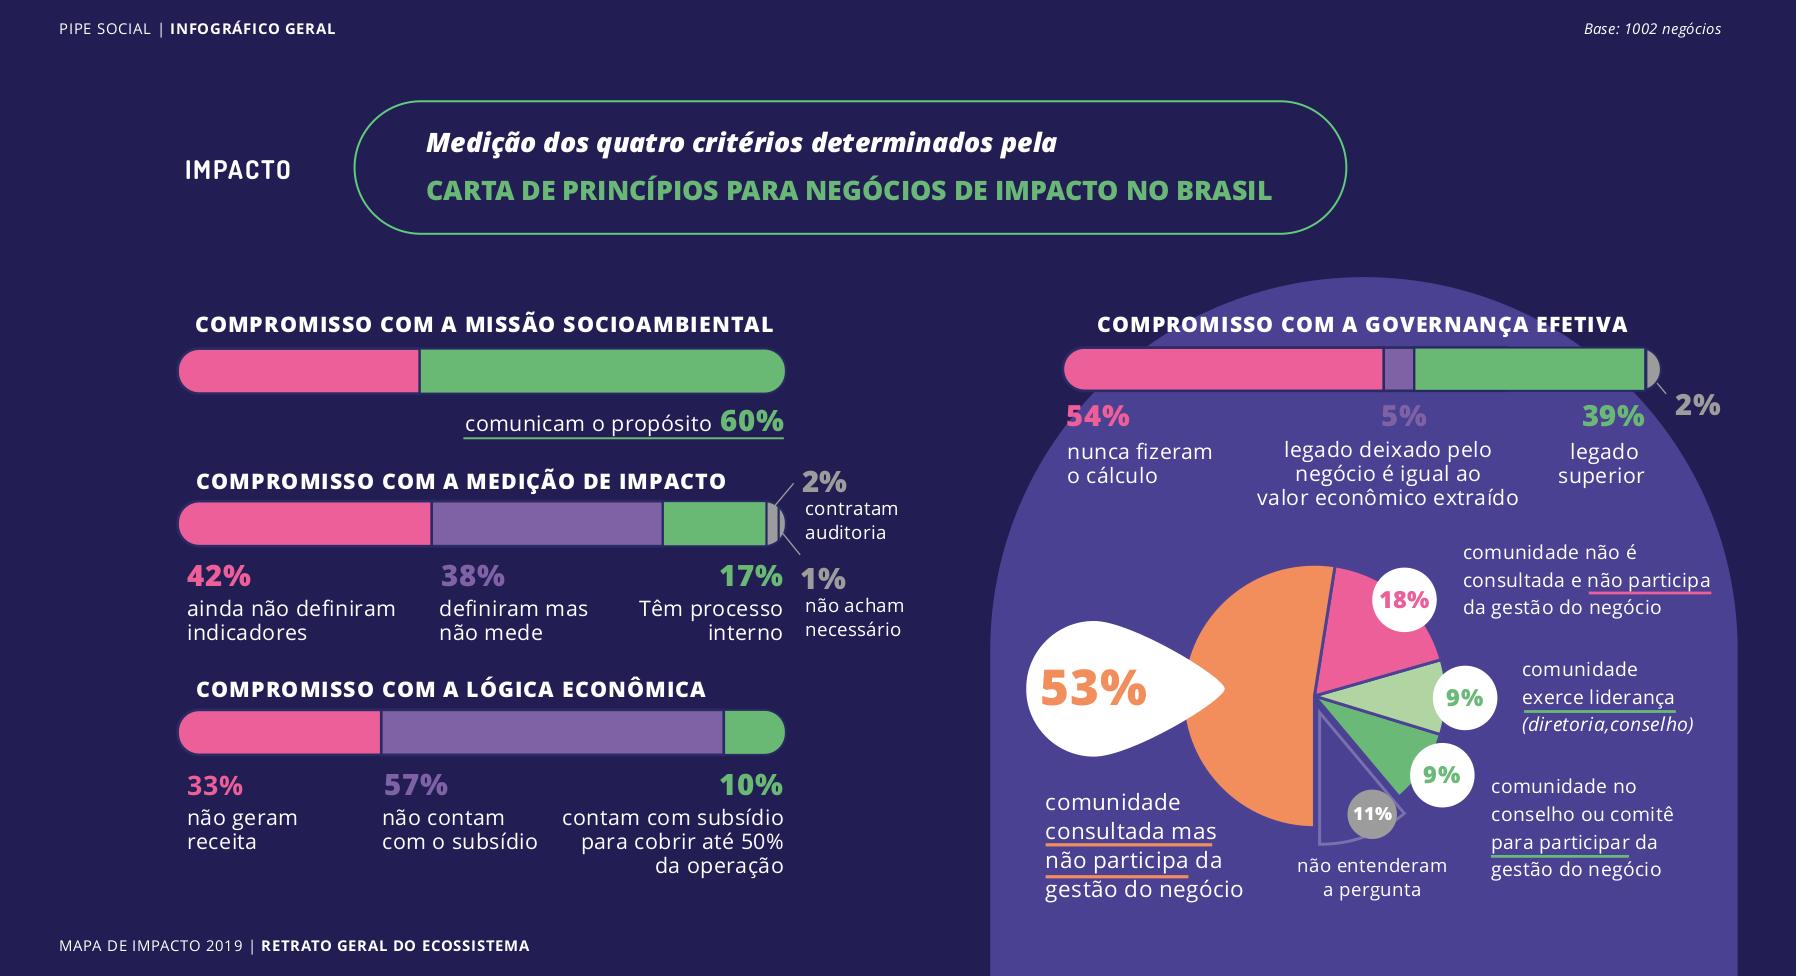 PIPE SOCIAL | INFOGRÁFICO GERAL
Base: 1002 negócios
IMPACTO
Medição dos quatro critérios determinados pela
CARTA DE PRINCÍPIOS PARA NEGÓCIOS DE IMPACTO NO BRASIL
COMPROMISSO COM A MISSÃO SOCIOAMBIENTAL
comunicam o propósito 60%
COMPROMISSO COM A MEDIÇÃO DE IMPACTO
2%
contratam
auditoria
42%
ainda não definiram
indicadores
38%
definiram mas
não mede
17%
Têm processo
interno
1%
não acham
necessário
COMPROMISSO COM A LÓGICA ECONÔMICA
33%
não geram
receita
57%
não contam
com o subsídio
10%
contam com subsídio
para cobrir até 50%
da operação
COMPROMISSO COM A GOVERNANÇA EFETIVA
54%
nunca fizeram
o cálculo
5%
legado deixado pelo
negócio é igual ao
valor econômico extraído
39%
legado
superior
2%
53%
comunidade
consultada mas
não participa da
gestão do negócio
18%
comunidade não é
consultada e não participa
da gestão do negócio
9%
comunidade
exerce liderança
(diretoria,conselho)
9%
comunidade no
conselho ou comitê
para participar da
gestão do negócio
11%
não entenderam
a pergunta
MAPA DE IMPACTO 2019 | RETRATO GERAL DO ECOSSISTEMA